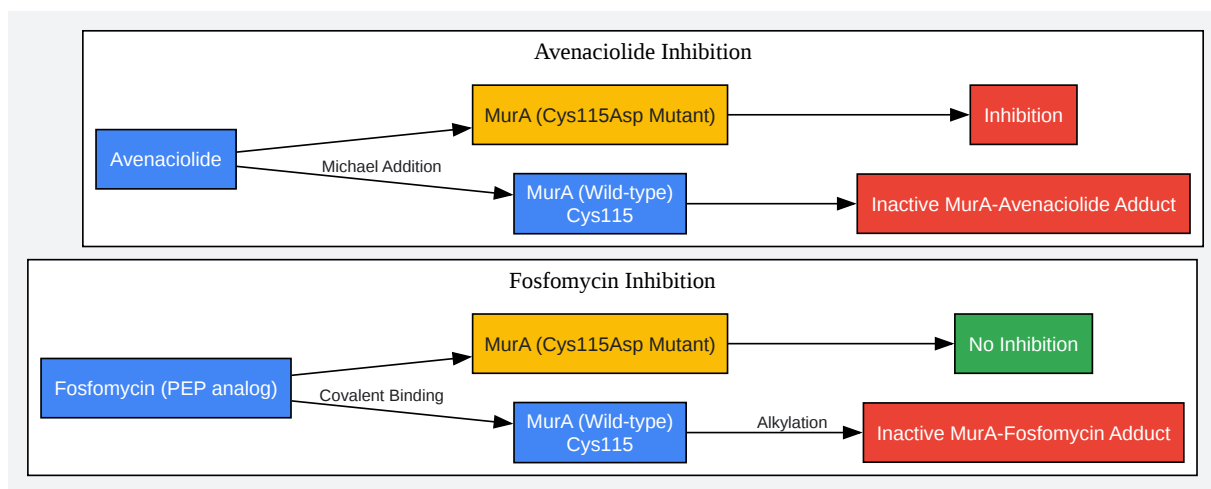 Avenaciolide Inhibition
MurA (Cys115Asp Mutant)
Inhibition
Avenaciolide
Michael Addition
MurA (Wild-type)
Cys115
Inactive MurA-Avenaciolide Adduct
Fosfomycin Inhibition
MurA (Cys115Asp Mutant)
No Inhibition
Fosfomycin (PEP analog)
Covalent Binding
MurA (Wild-type)
Cys115
Alkylation
Inactive MurA-Fosfomycin Adduct